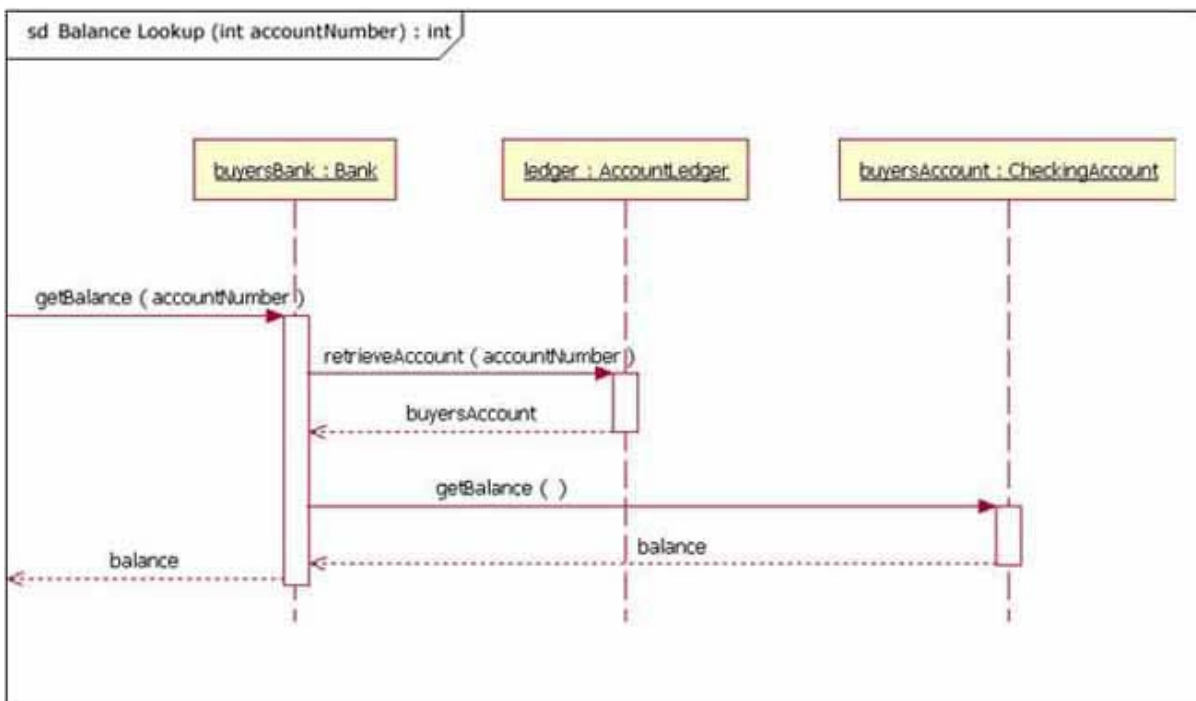 sd Balance Lookup (int accountNumber) : int
buyersBank : Bank
ledger : AccountLedger
buyersAccount : CheckingAccount
getBalance ( accountNumber )
retrieveAccount ( accountNumber )
buyersAccount
getBalance ( )
balance
balance